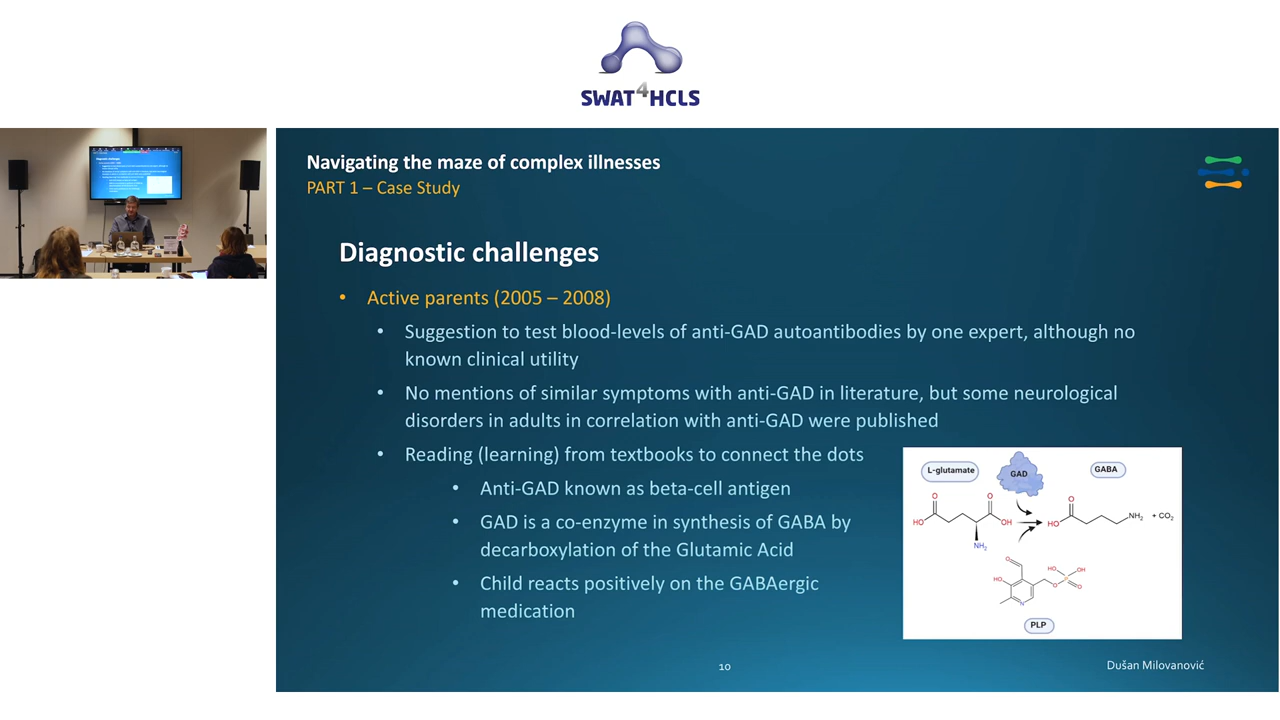 SWAT4HCLS
Navigating the maze of complex illnesses
PART 1 – Case Study
Diagnostic challenges
• Active parents (2005 – 2008)
• Suggestion to test blood-levels of anti-GAD autoantibodies by one expert, although no
known clinical utility
• No mentions of similar symptoms with anti-GAD in literature, but some neurological
disorders in adults in correlation with anti-GAD were published
• Reading (learning) from textbooks to connect the dots
• Anti-GAD known as beta-cell antigen
• GAD is a co-enzyme in synthesis of GABA by
decarboxylation of the Glutamic Acid
• Child reacts positively on the GABAergic
medication
L-glutamate
GAD
GABA
O
O
HO
OH
NH2
O
HO
NH2
+ CO2
O
HO
HO
OH
P
O
O
N
PLP
10
Dušan Milovanović
Diagnostic challenges